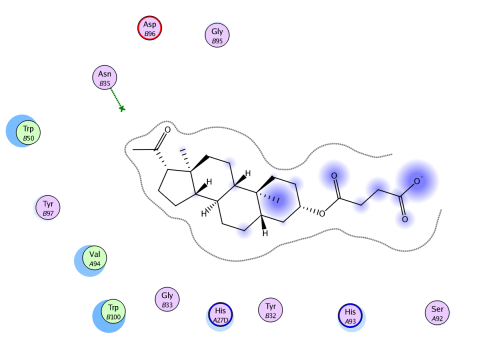 Asp
B96
Gly
B95
Asn
B35
Trp
B50
Tyr
B97
Val
A94
Trp
B100
Gly
B33
His
A27D
Tyr
B32
His
A93
Ser
A92
O
H
H
H
H
O
O
O
O-